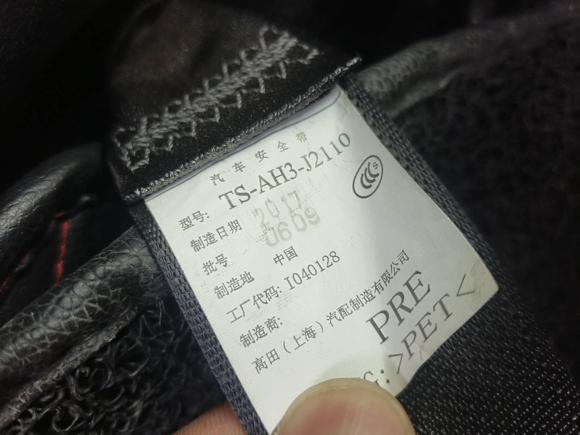 汽车安全带
型号: TS-AH3-J2110
制造日期 2017
批号 0609
制造地 中国
工厂代码: I040128
制造商:
高田（上海）汽配制造有限公司
CCC S
PRE
G: >PET<